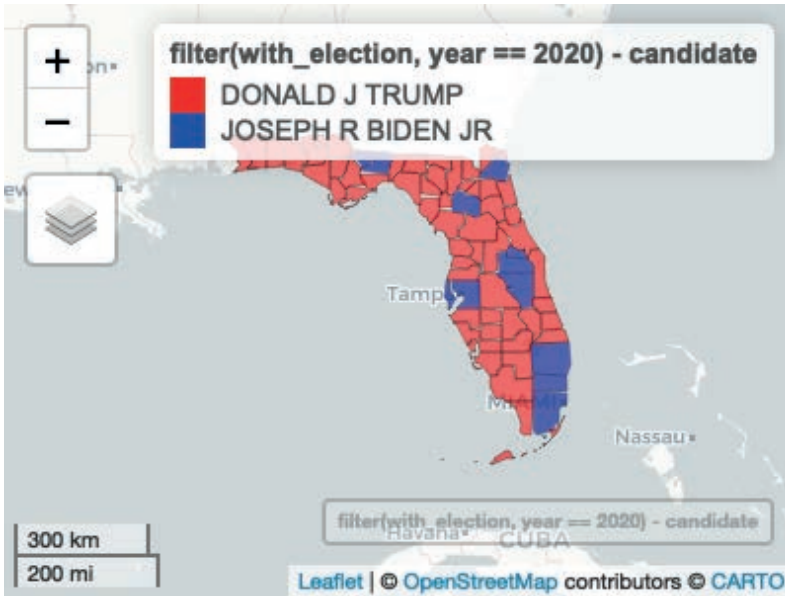 +
filter(with_election, year == 2020) - candidate
DONALD J TRUMP
JOSEPH R BIDEN JR
−
Tampa
MIAMI
Nassau
filter(with_election, year == 2020) - candidate
Havana
CUBA
300 km
200 mi
Leaflet | © OpenStreetMap contributors © CARTO